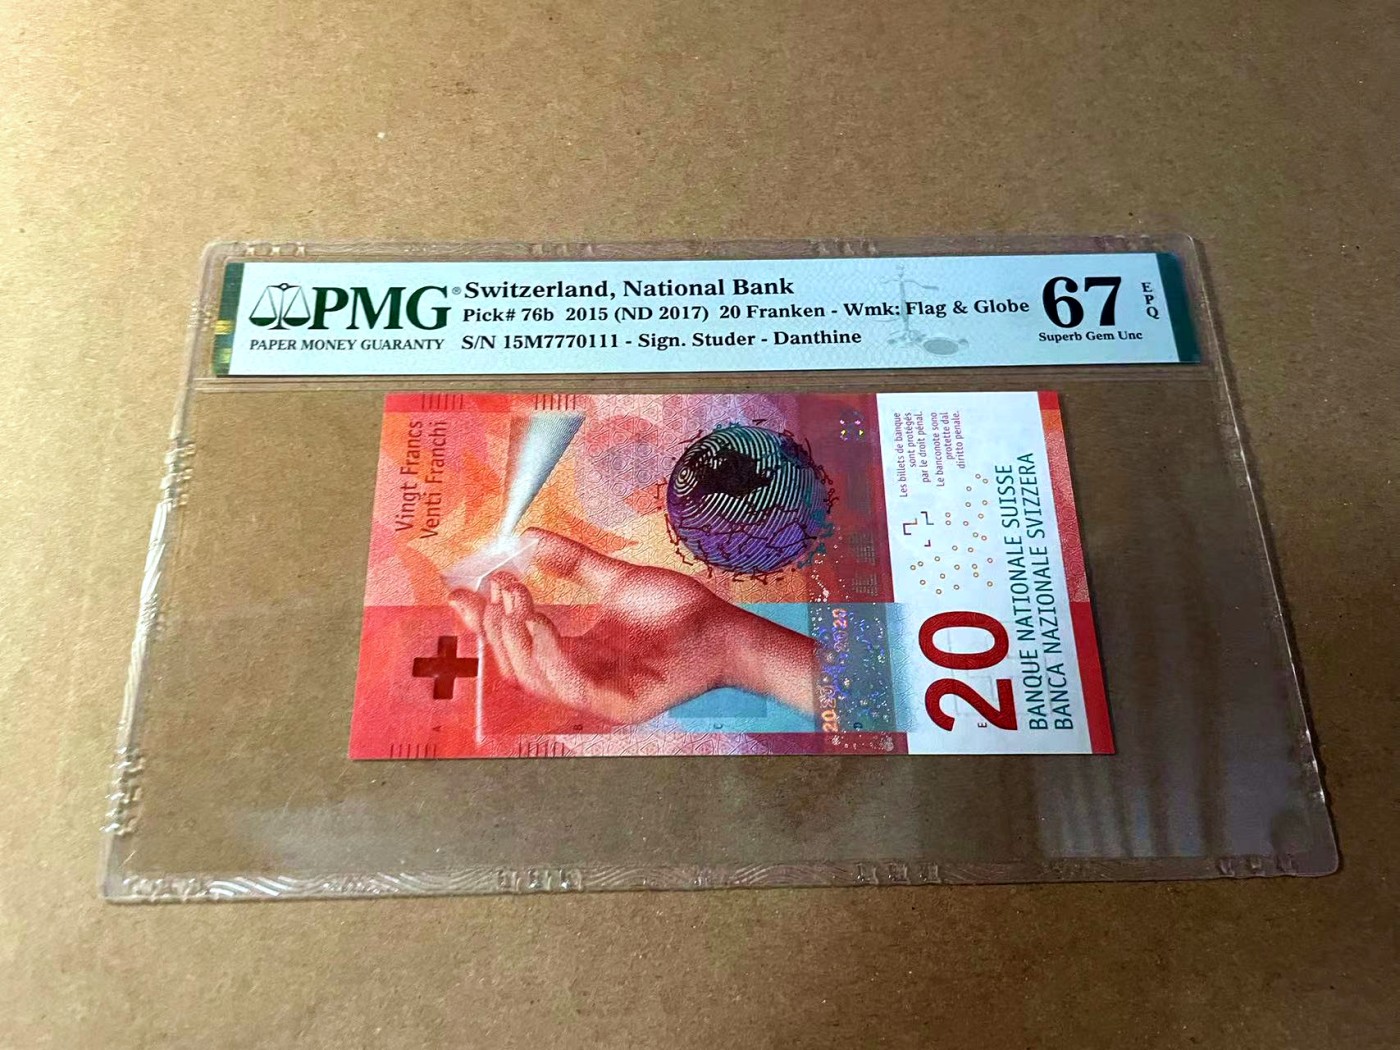 PMG®
PAPER MONEY GUARANTY
Switzerland, National Bank
Pick# 76b 2015 (ND 2017) 20 Franken - Wmk: Flag & Globe
S/N 15M7770111 - Sign. Studer - Danthine
67
EPQ
Superb Gem Unc
Vingt Francs
Venti Franchi
Les billets de banque
sont protégés
par le droit pénal.
Le banconote sono
protette dal
diritto penale.
20
BANQUE NATIONALE SUISSE
BANCA NAZIONALE SVIZZERA
A
B
C
D
E